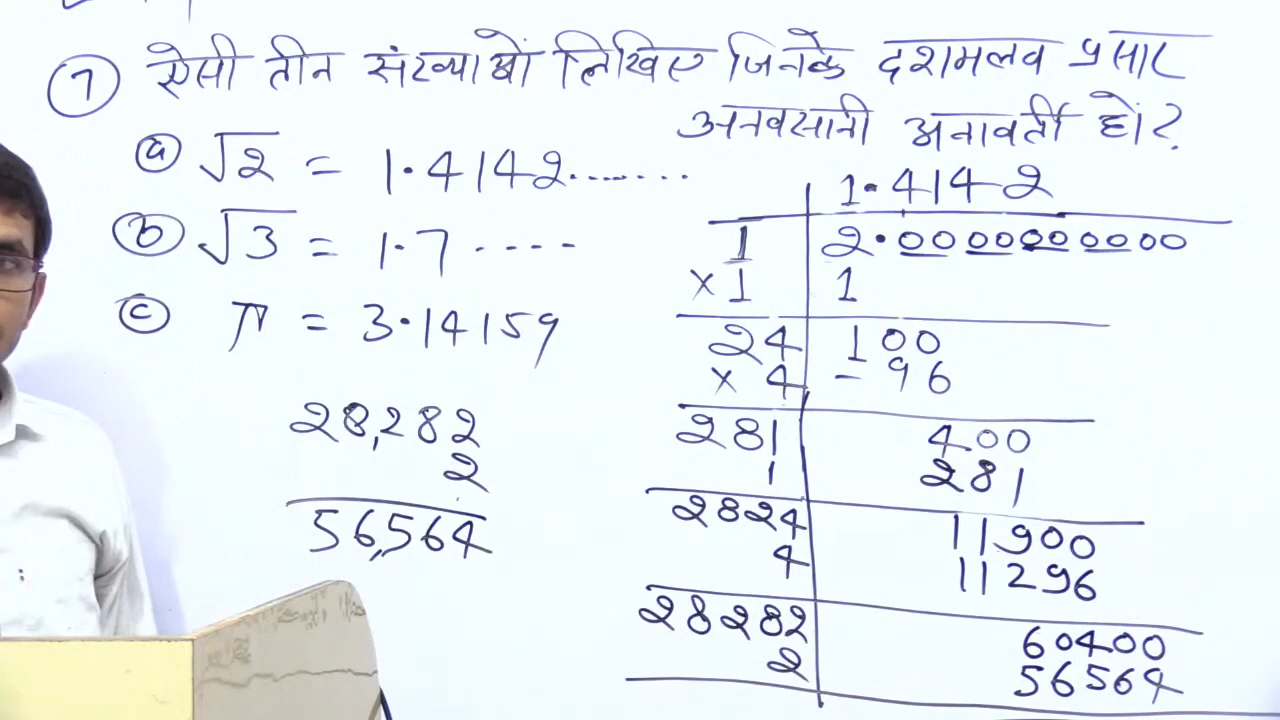 ⑦ ऐसी तीन संख्याओं लिखिए जिनके दशमलव प्रसार
अनवसानी अनावर्ती हों?
ⓐ √2 = 1.4142.......
ⓑ √3 = 1.7 ....
ⓒ π = 3.14159
28,282
2
56,564
1.4142
1 2.0000000000
×1 1
24 100
×4 - 96
281 400
1 281
2824 11900
4 11296
28282 60400
2 56564